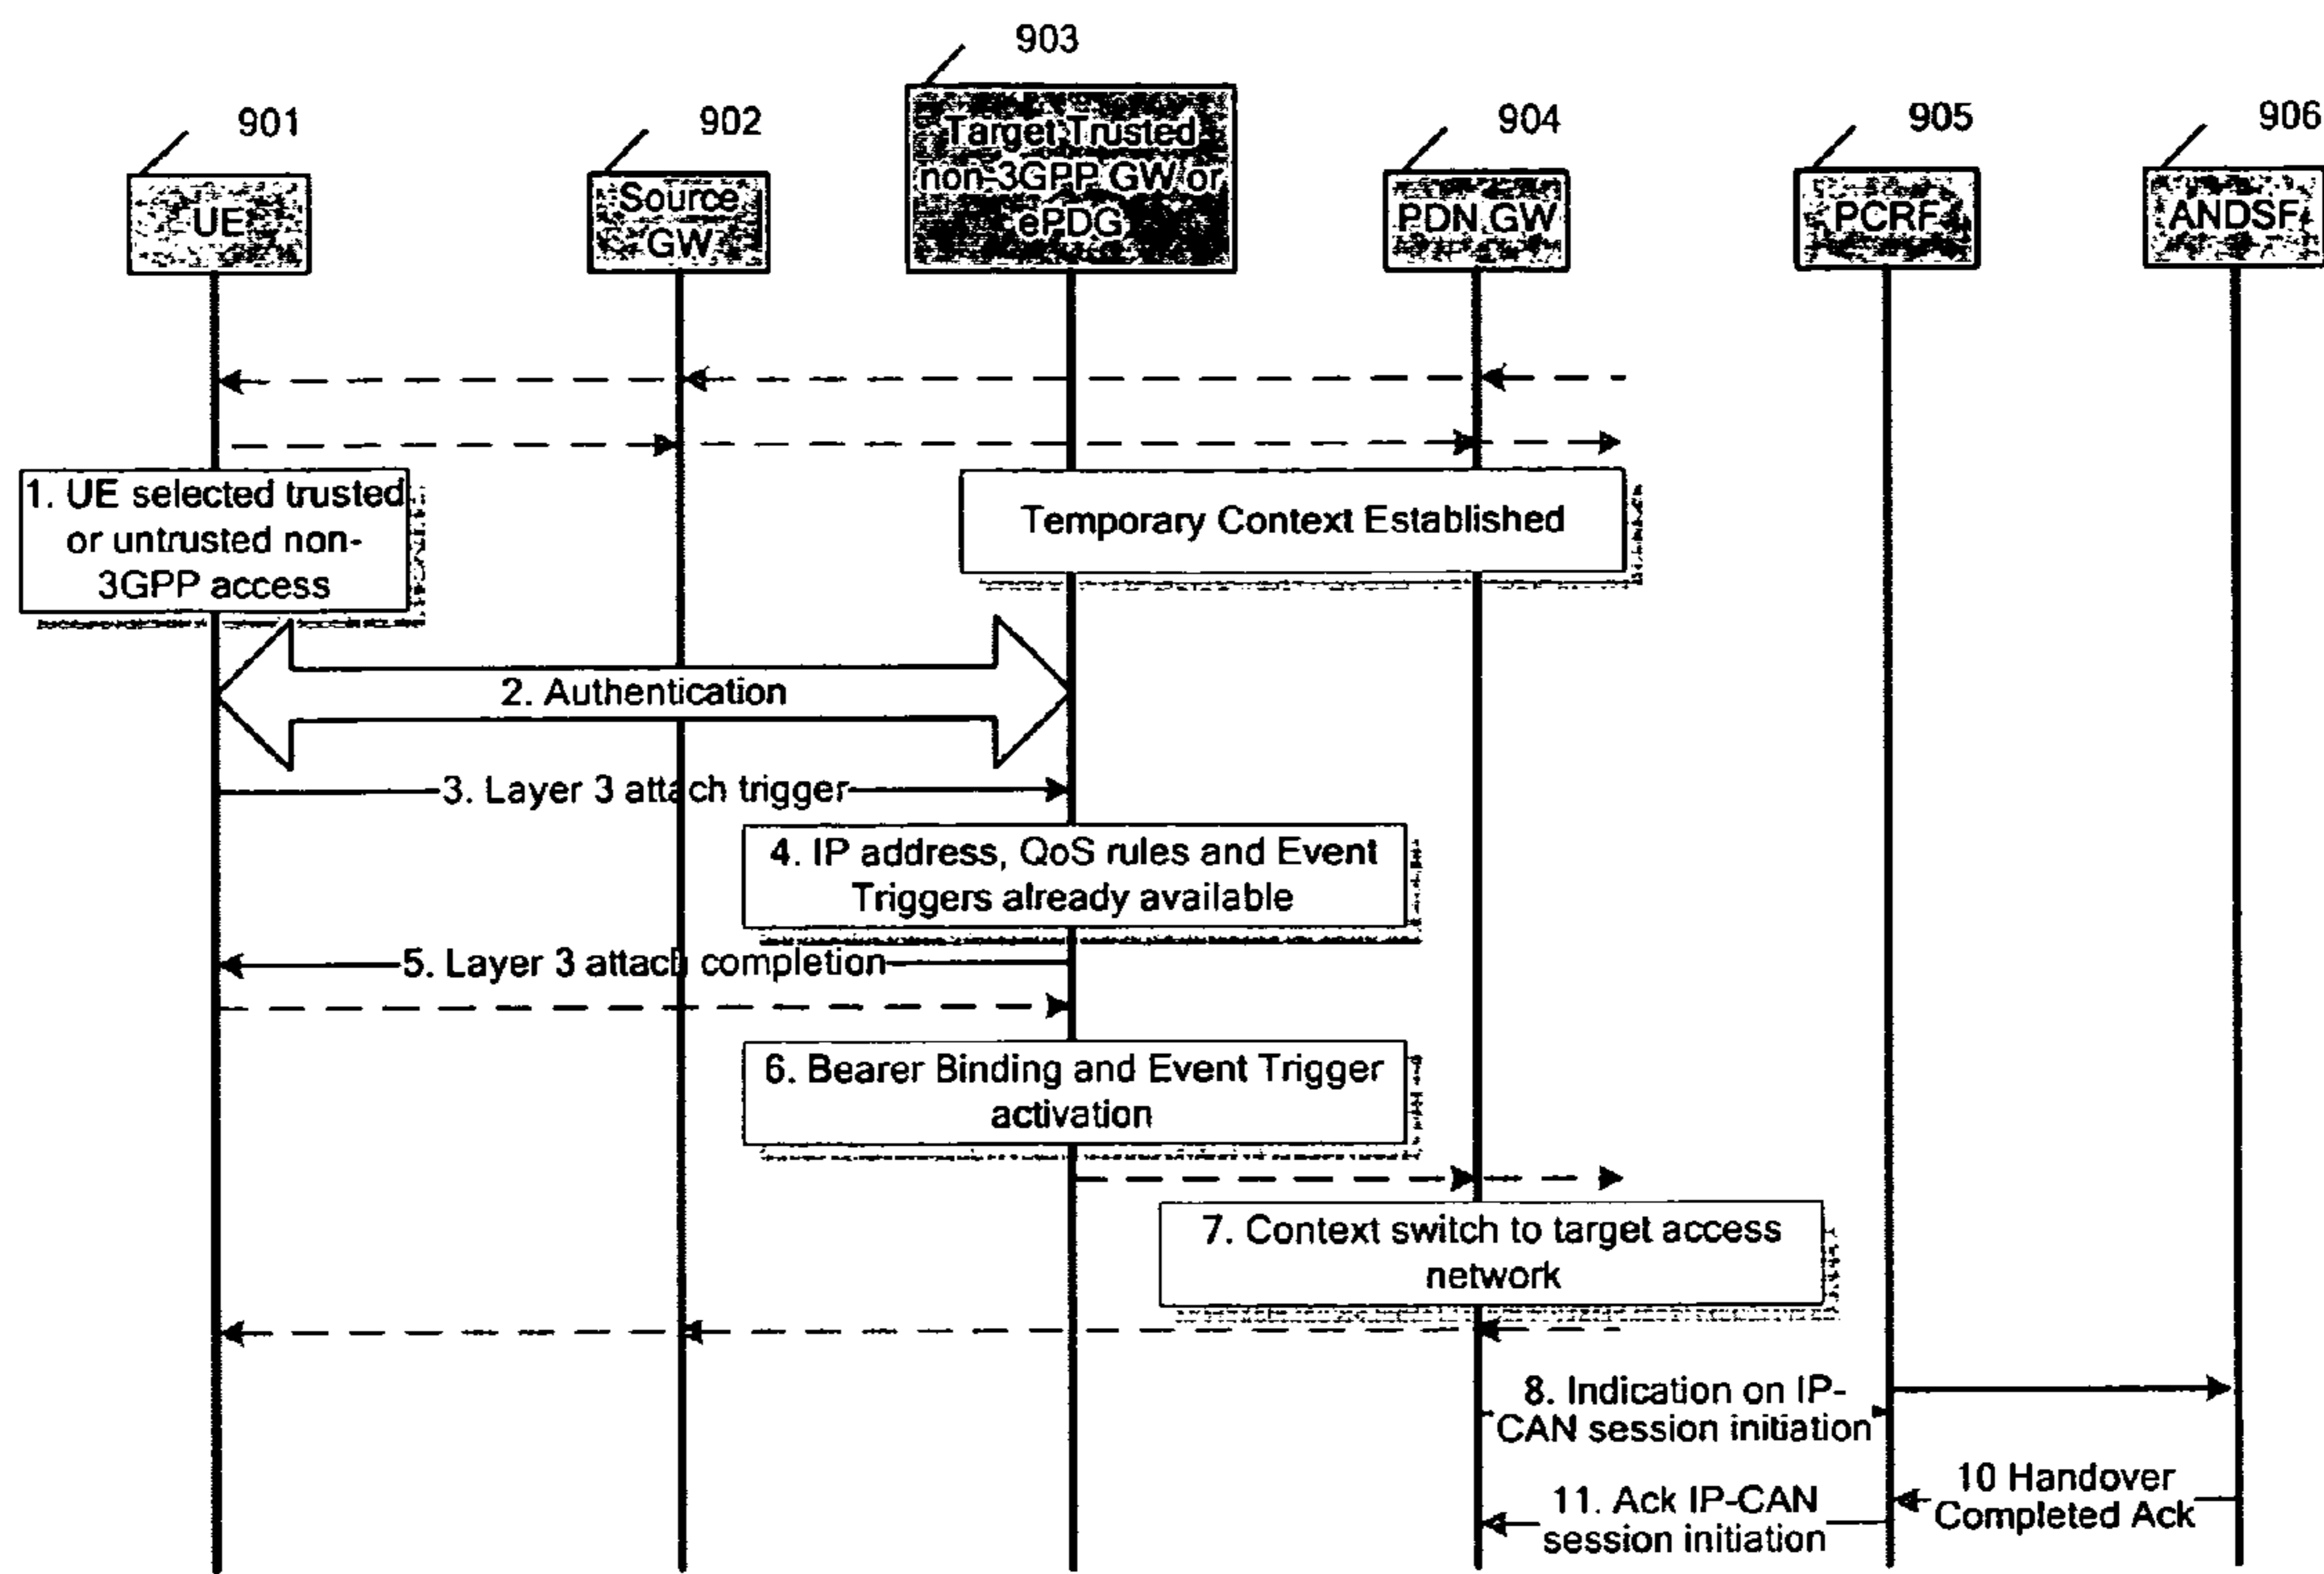 903
901
902
904
905
906
UE
Source
GW
Target Trusted
non-3GPP GW or
ePDG
PDN GW
PCRF
ANDSF
1. UE selected trusted
or untrusted non-
3GPP access
Temporary Context Established
2. Authentication
3. Layer 3 attach trigger
4. IP address, QoS rules and Event
Triggers already available
5. Layer 3 attach completion
6. Bearer Binding and Event Trigger
activation
7. Context switch to target access
network
8. Indication on IP-
CAN session initiation
10 Handover
Completed Ack
11. Ack IP-CAN
session initiation